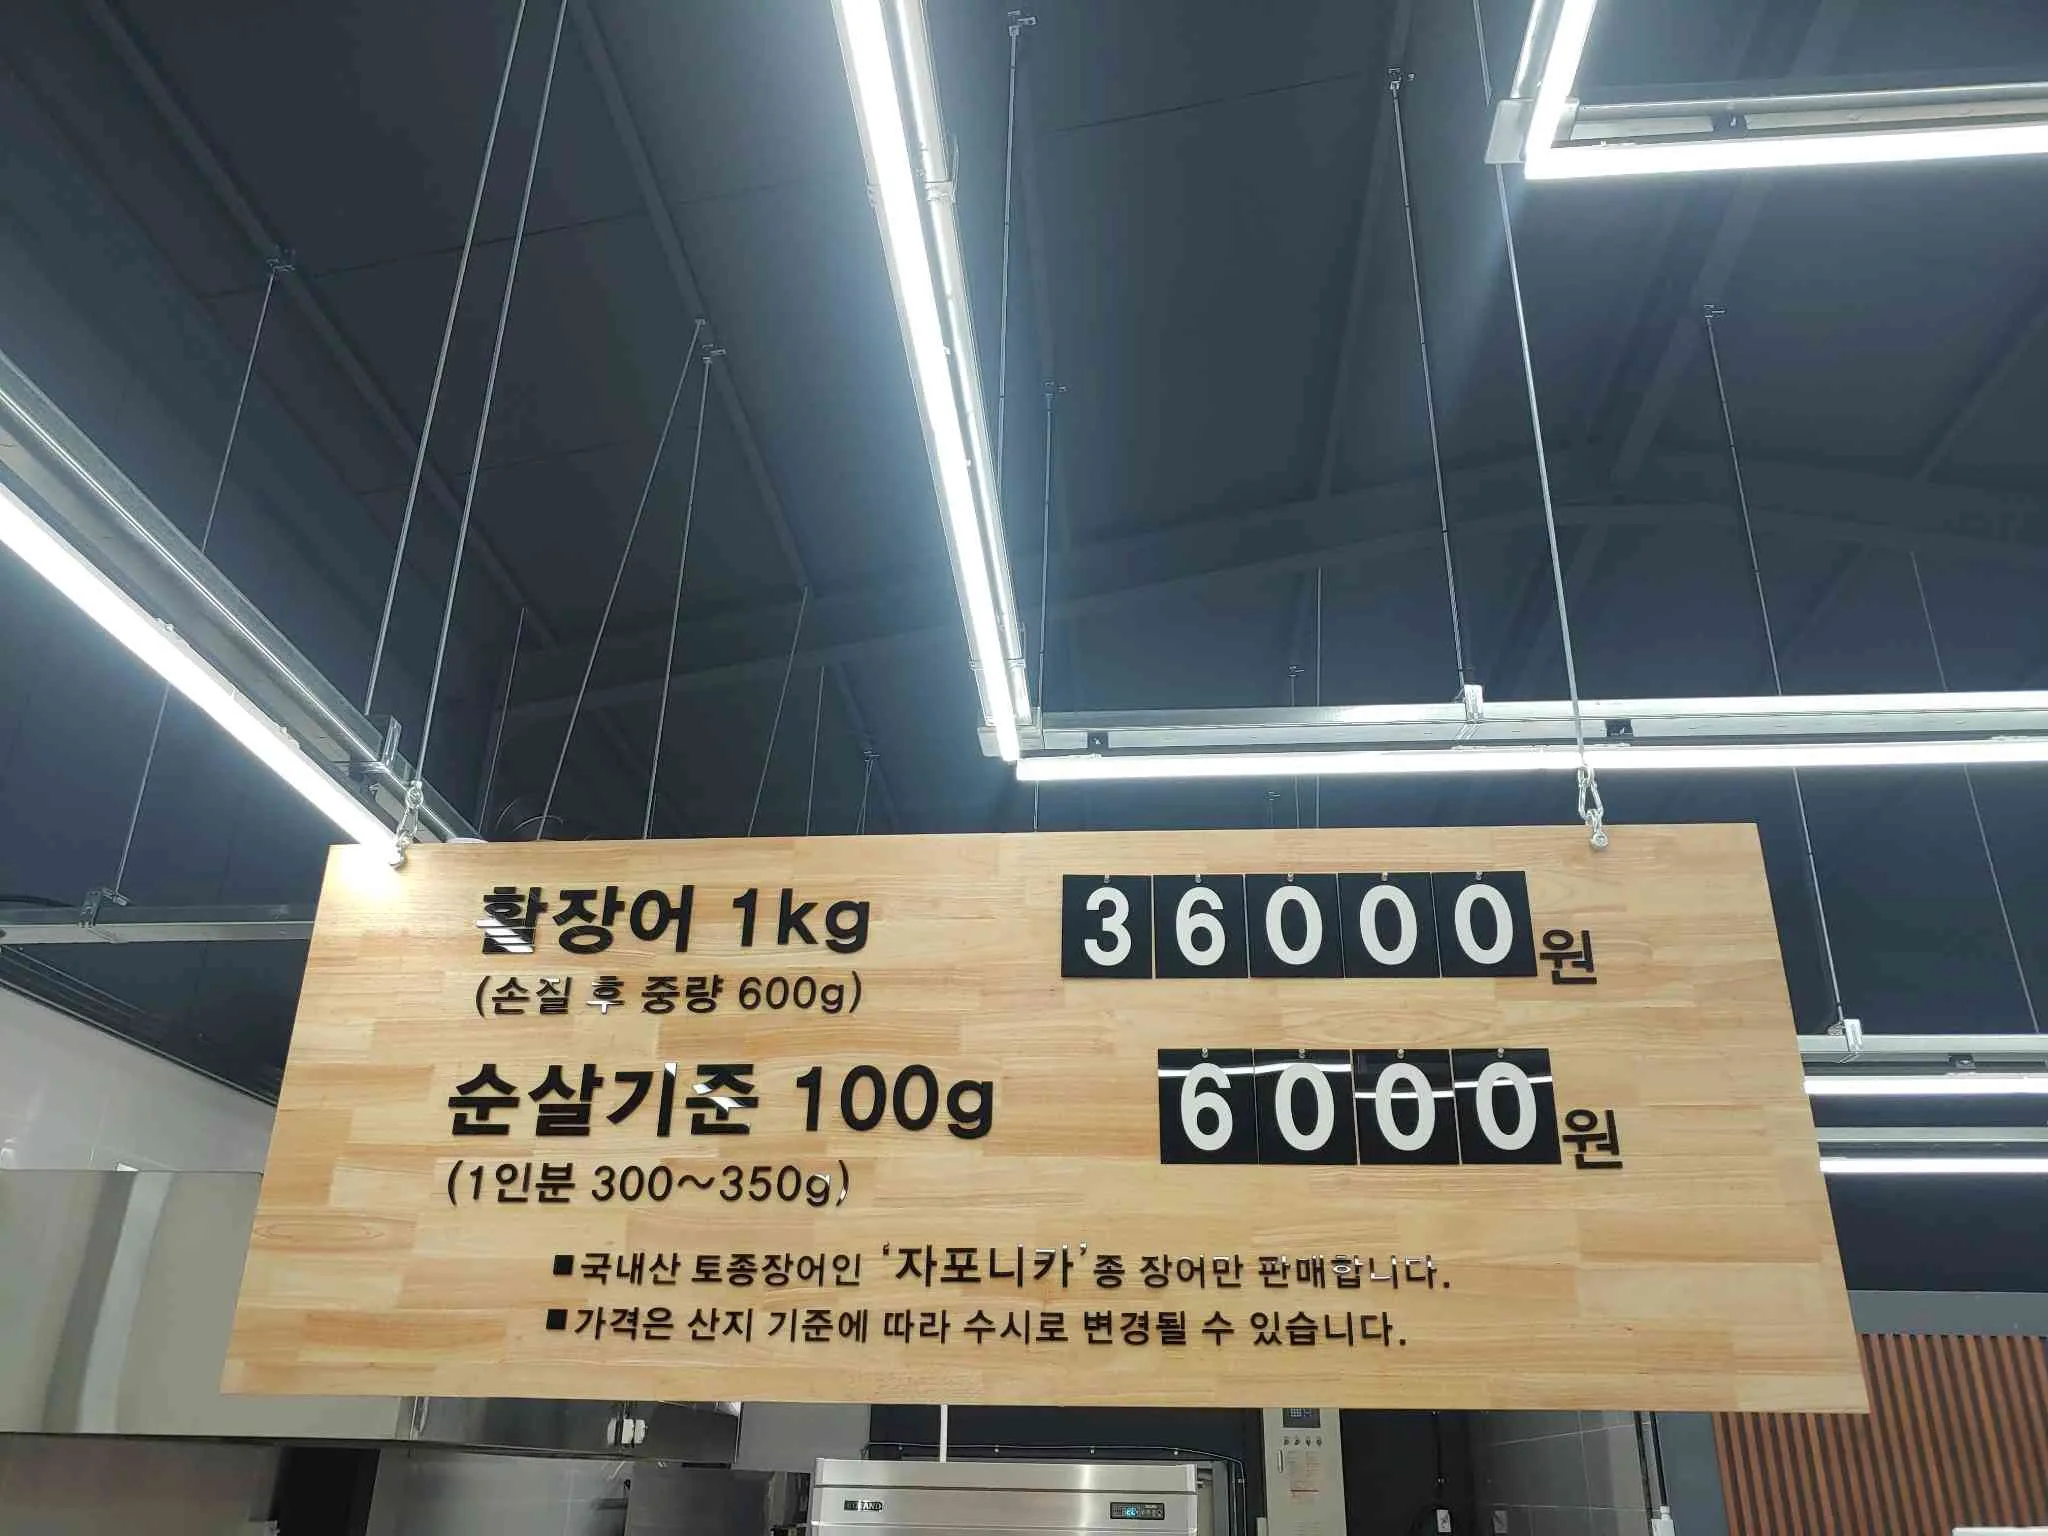 활장어 1kg 36000원
(손질 후 중량 600g)
순살기준 100g 6000원
(1인분 300~350g)
■국내산 토종장어인 '자포니카'종 장어만 판매합니다.
■가격은 산지 기준에 따라 수시로 변경될 수 있습니다.